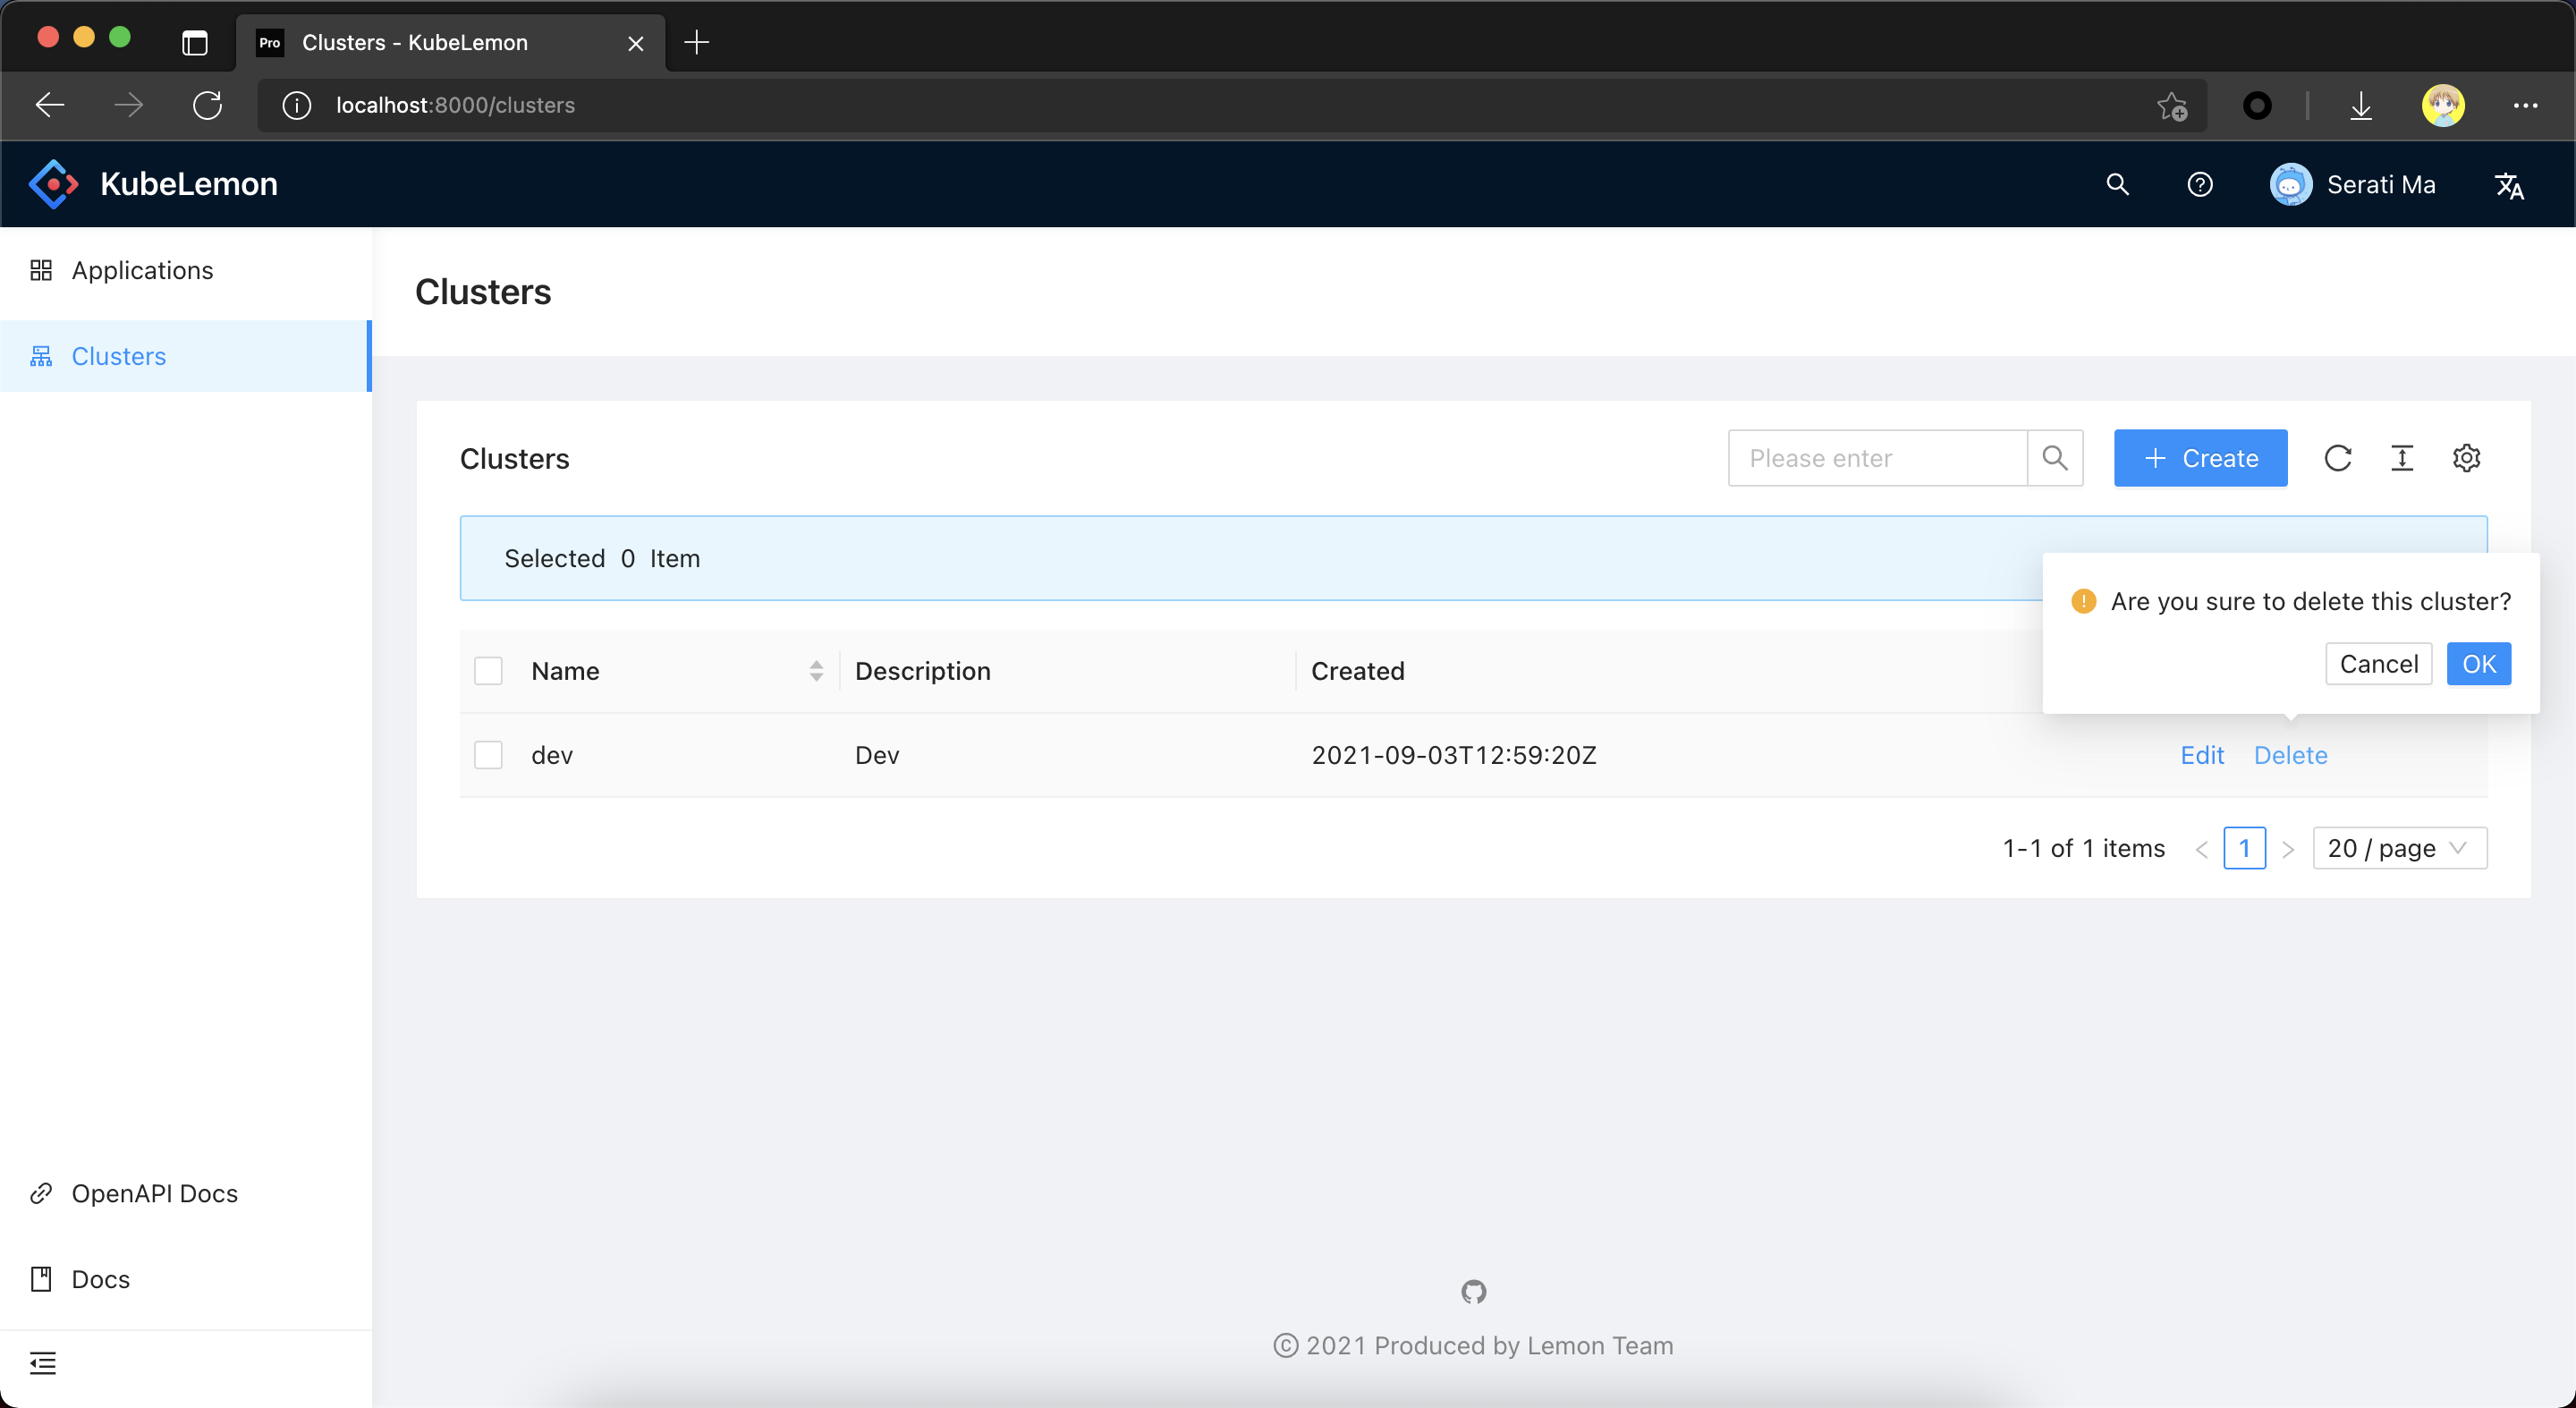 Pro Clusters - KubeLemon
localhost:8000/clusters
KubeLemon
Serati Ma
Applications
Clusters
Clusters
Clusters
Please enter
Create
Selected 0 Item
Are you sure to delete this cluster?
Cancel OK
Name Description Created
dev Dev 2021-09-03T12:59:20Z Edit Delete
1-1 of 1 items 1 20 / page
OpenAPI Docs
Docs
© 2021 Produced by Lemon Team